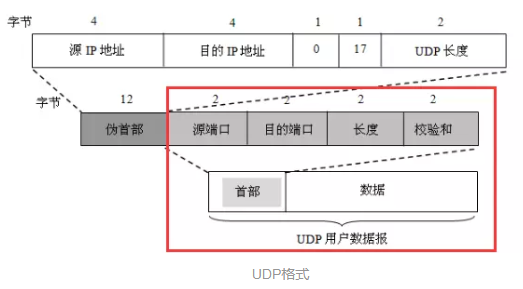 字节 4 4 1 1 2
源 IP 地址 目的 IP 地址 0 17 UDP 长度
字节 12 2 2 2 2
伪首部 源端口 目的端口 长度 校验和
首部 数据
UDP 用户数据报
UDP格式